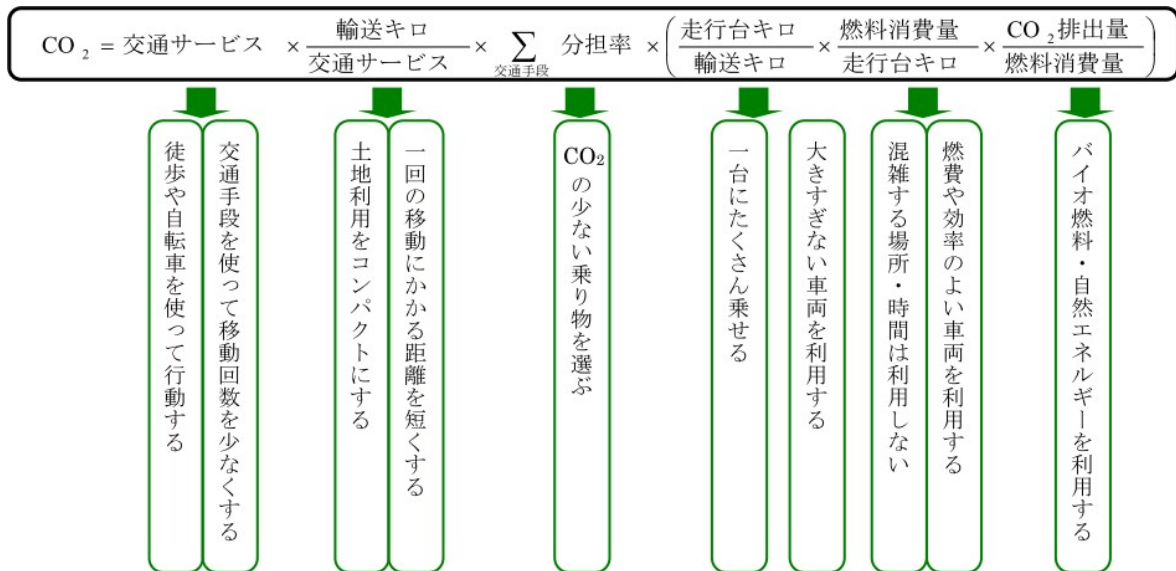 CO₂ = 交通サービス × 輸送キロ/交通サービス × ∑交通手段 分担率 × (走行台キロ/輸送キロ × 燃料消費量/走行台キロ × CO₂排出量/燃料消費量)
交通手段を使って移動回数を少なくする
徒歩や自転車を使って行動する
一回の移動にかかる距離を短くする
土地利用をコンパクトにする
CO₂の少ない乗り物を選ぶ
大きすぎない車両を利用する
一台にたくさん乗せる
燃費や効率のよい車両を利用する
混雑する場所・時間は利用しない
バイオ燃料・自然エネルギーを利用する